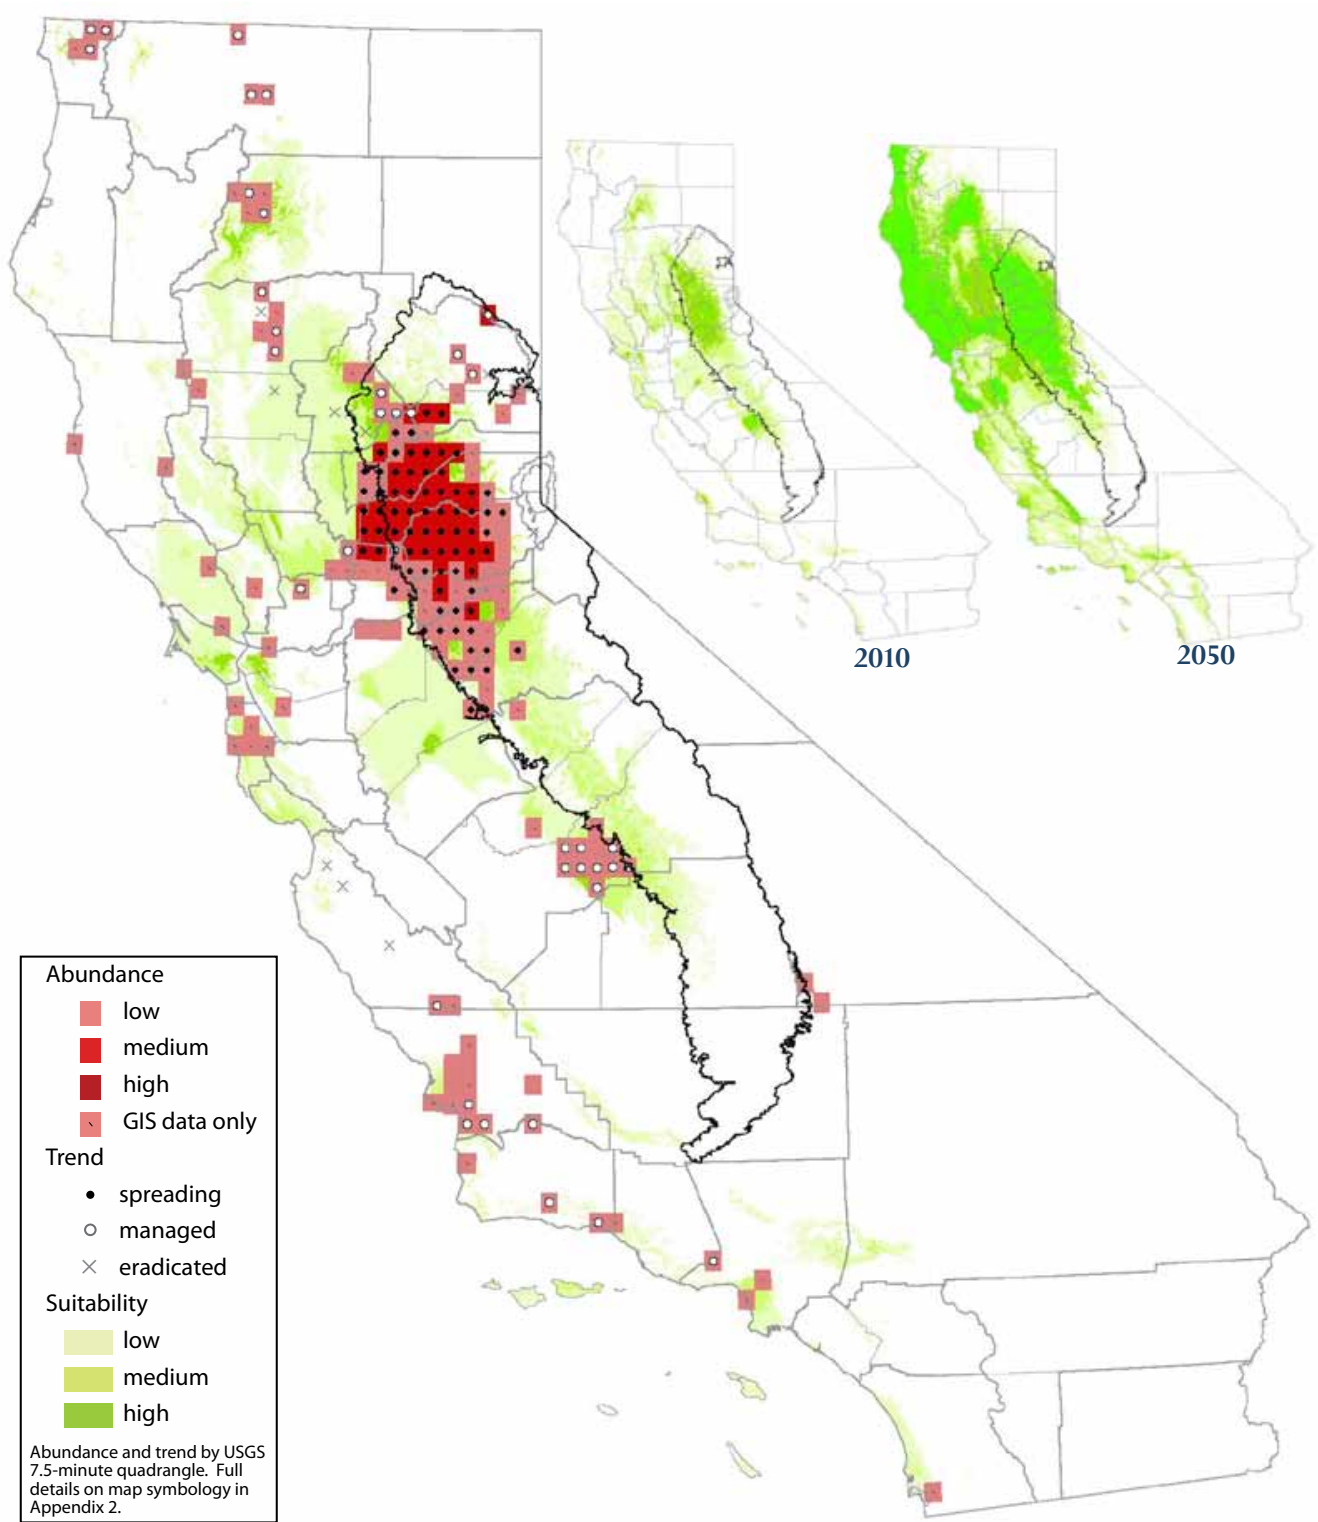 2010
2050
Abundance
low
medium
high
GIS data only
Trend
spreading
managed
eradicated
Suitability
low
medium
high
Abundance and trend by USGS
7.5-minute quadrangle. Full
details on map symbology in
Appendix 2.